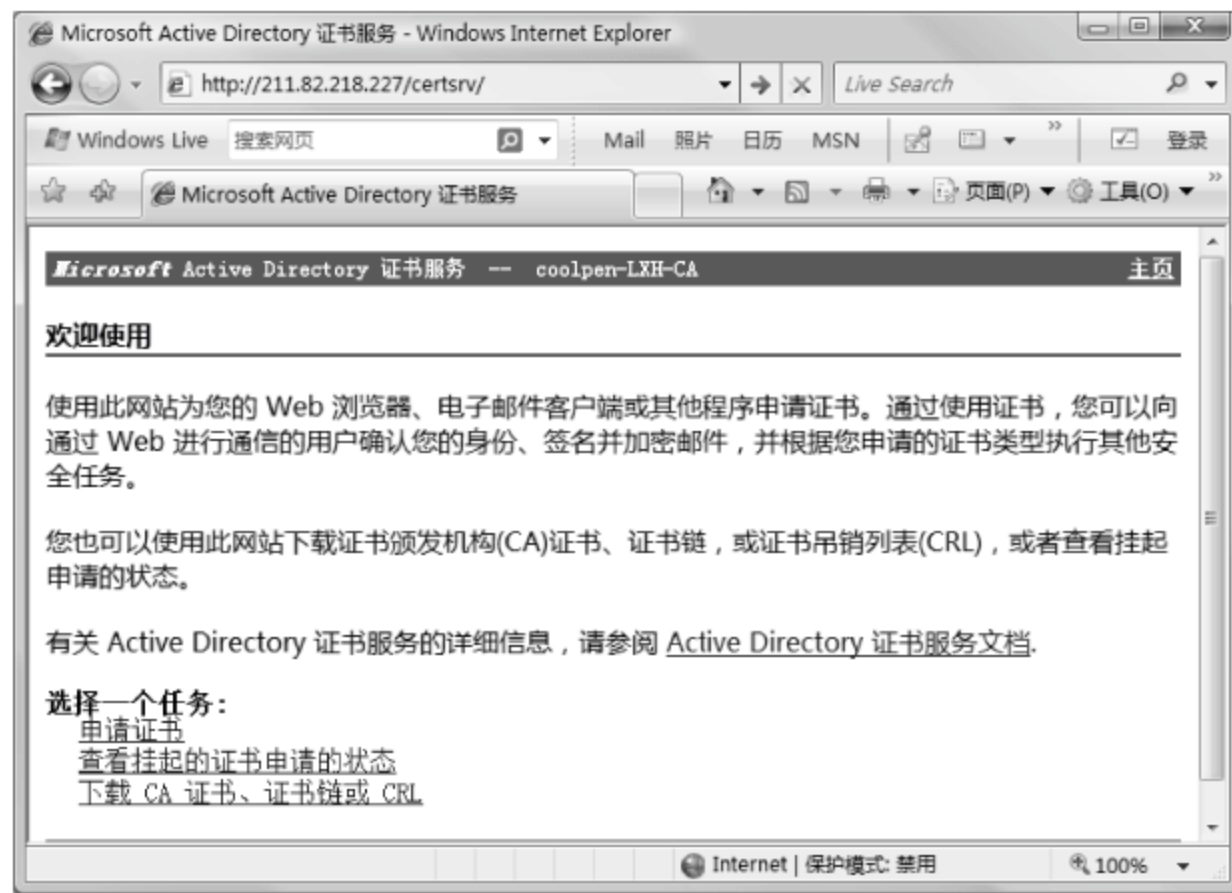 Microsoft Active Directory 证书服务 - Windows Internet Explorer
http://211.82.218.227/certsrv/
Live Search
Windows Live 搜索网页 Mail 照片 日历 MSN >> 登录
Microsoft Active Directory 证书服务 页面(P) 工具(O) >>
Microsoft Active Directory 证书服务 -- coolpen-LXH-CA 主页
欢迎使用
使用此网站为您的 Web 浏览器、电子邮件客户端或其他程序申请证书。通过使用证书，您可以向
通过 Web 进行通信的用户确认您的身份、签名并加密邮件，并根据您申请的证书类型执行其他安
全任务。
您也可以使用此网站下载证书颁发机构(CA)证书、证书链，或证书吊销列表(CRL)，或者查看挂起
申请的状态。
有关 Active Directory 证书服务的详细信息，请参阅 Active Directory 证书服务文档.
选择一个任务:
申请证书
查看挂起的证书申请的状态
下载 CA 证书、证书链或 CRL
Internet | 保护模式: 禁用 100%